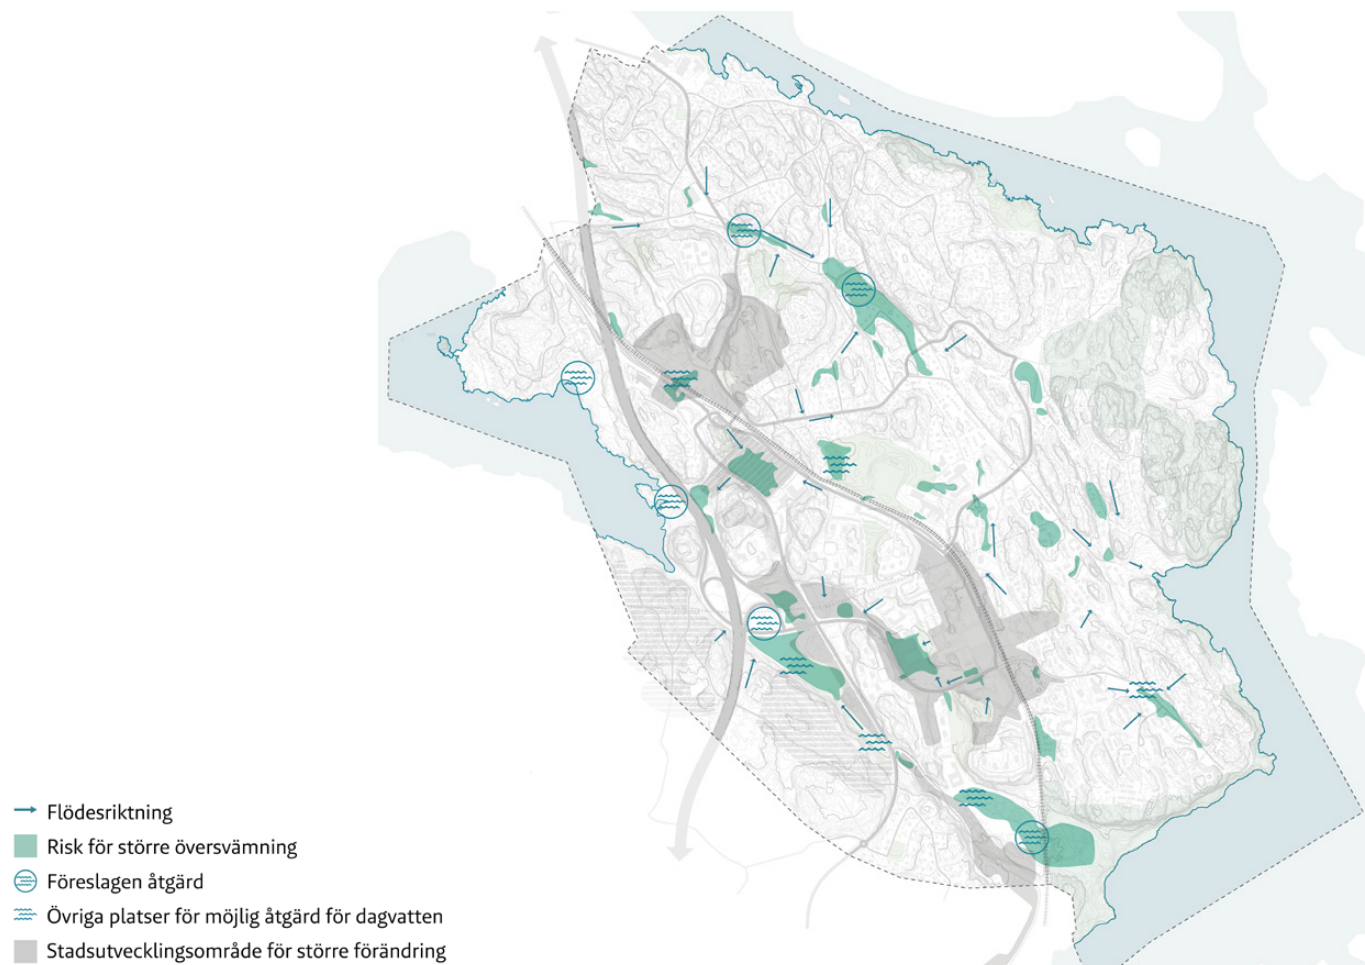 Flödesriktning
Risk för större översvämning
Föreslagen åtgärd
Övriga platser för möjlig åtgärd för dagvatten
Stadsutvecklingsområde för större förändring